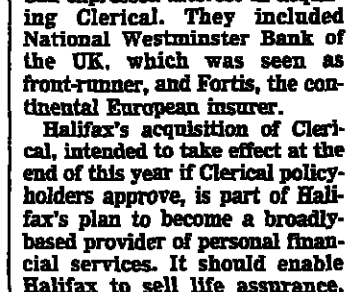 ing Clerical. They included
National Westminster Bank of
the UK, which was seen as
front-runner, and Fortis, the con-
tinental European insurer.
Halifax's acquisition of Cleri-
cal, intended to take effect at the
end of this year if Clerical policy-
holders approve, is part of Hali-
fax's plan to become a broadly-
based provider of personal finan-
cial services. It should enable
Halifax to sell life assurance,